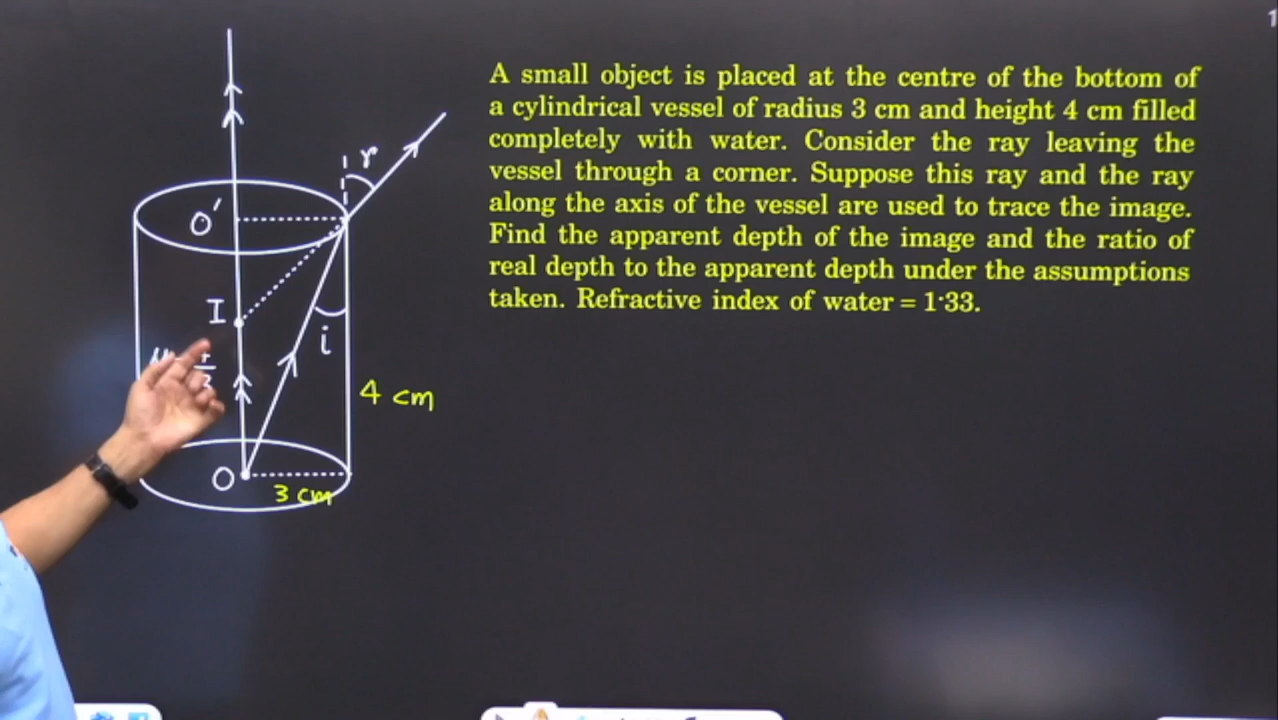 1
A small object is placed at the centre of the bottom of
a cylindrical vessel of radius 3 cm and height 4 cm filled
completely with water. Consider the ray leaving the
vessel through a corner. Suppose this ray and the ray
along the axis of the vessel are used to trace the image.
Find the apparent depth of the image and the ratio of
real depth to the apparent depth under the assumptions
taken. Refractive index of water = 1·33.
r
O'
I
i
4 cm
O
3 cm